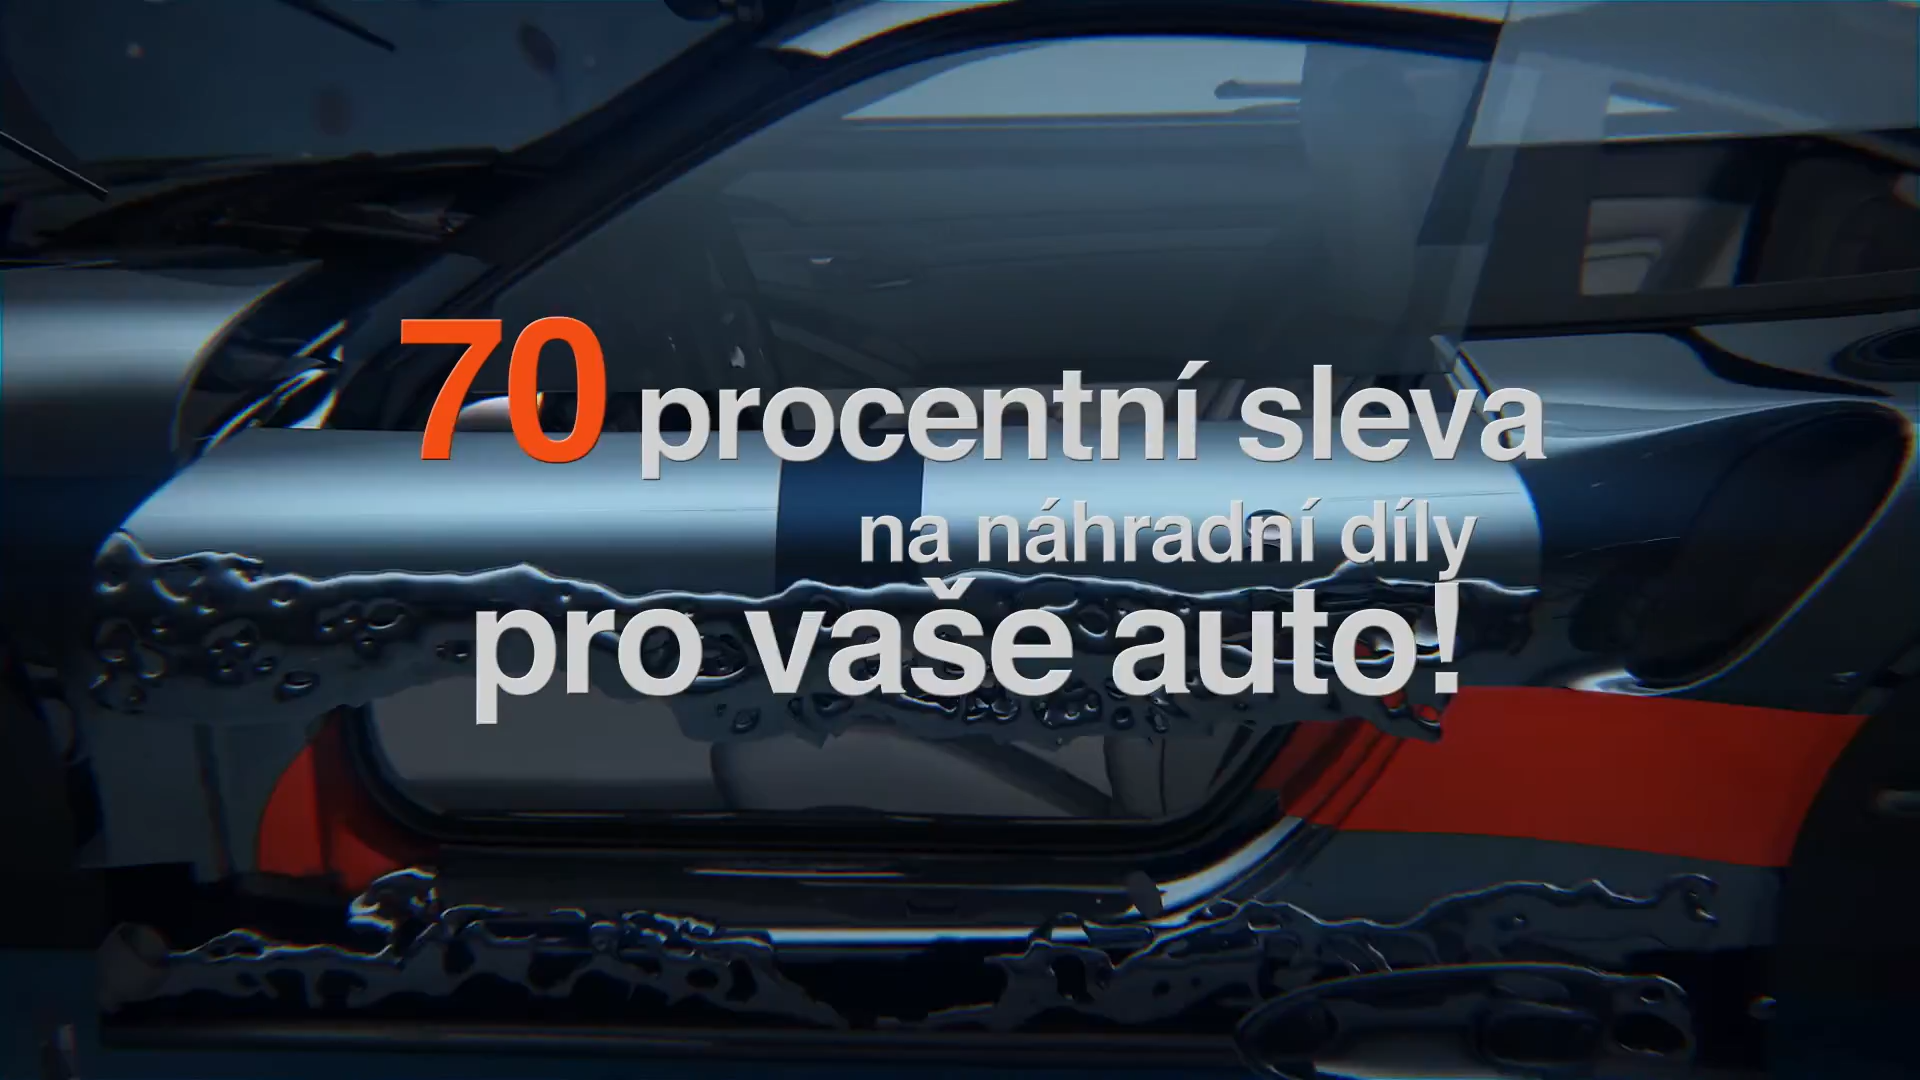 70 procentní sleva
na náhradní díly
pro vaše auto!